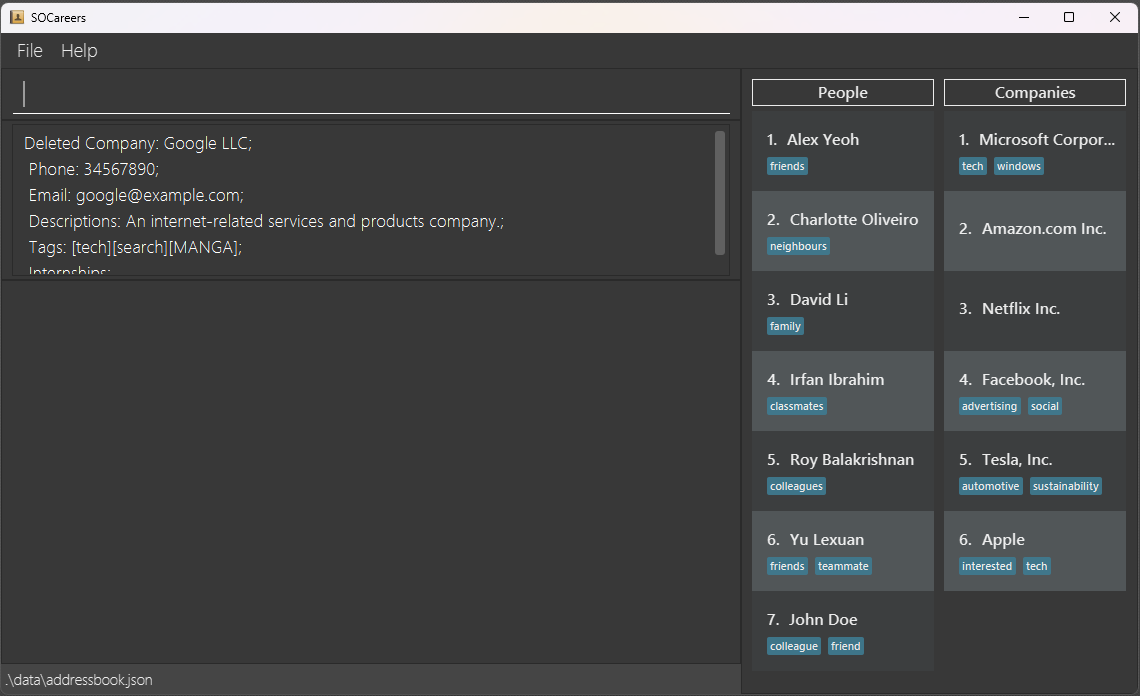 SOCareers
File Help
Deleted Company: Google LLC;
Phone: 34567890;
Email: google@example.com;
Descriptions: An internet-related services and products company.;
Tags: [tech][search][MANGA];
Internships:
.\data\addressbook.json
People
1. Alex Yeoh
friends
2. Charlotte Oliveiro
neighbours
3. David Li
family
4. Irfan Ibrahim
classmates
5. Roy Balakrishnan
colleagues
6. Yu Lexuan
friends teammate
7. John Doe
colleague friend
Companies
1. Microsoft Corpor...
tech windows
2. Amazon.com Inc.
3. Netflix Inc.
4. Facebook, Inc.
advertising social
5. Tesla, Inc.
automotive sustainability
6. Apple
interested tech